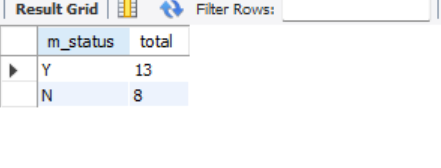 Result Grid Filter Rows:
m_status total
Y 13
N 8